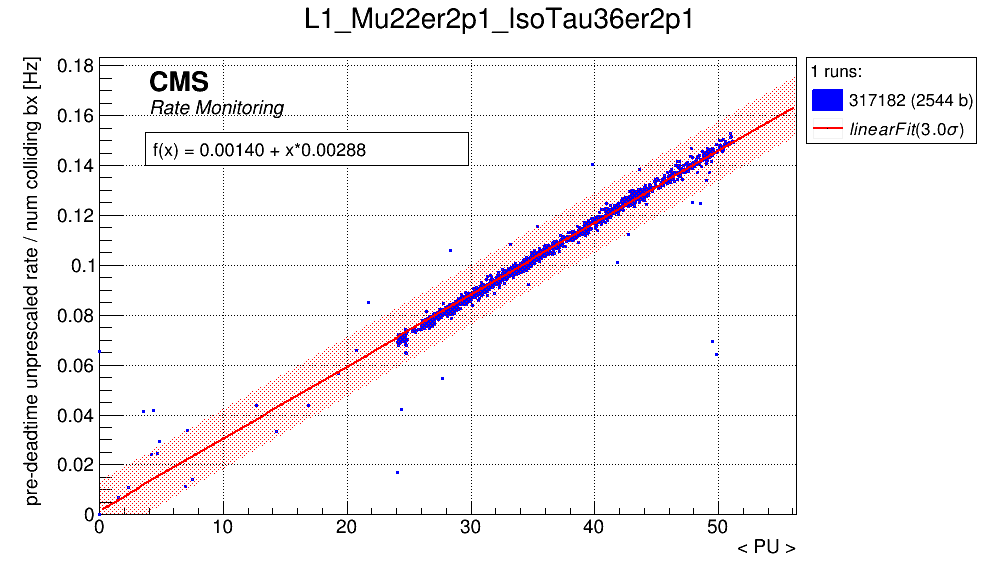 L1_Mu22er2p1_IsoTau36er2p1
pre-deadtime unprescaled rate / num colliding bx [Hz]
0.18
0.16
0.14
0.12
0.1
0.08
0.06
0.04
0.02
0
CMS
Rate Monitoring
f(x) = 0.00140 + x*0.00288
1 runs:
317182 (2544 b)
linearFit(3.0σ)
0 10 20 30 40 50
< PU >